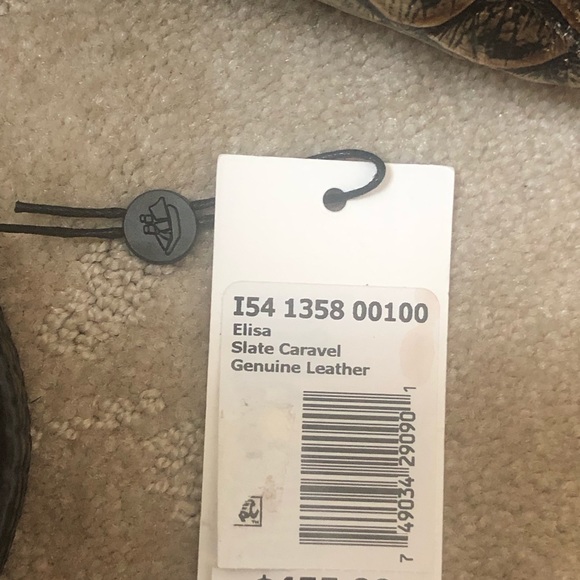 I54 1358 00100
Elisa
Slate Caravel
Genuine Leather
7 49034 29090 1